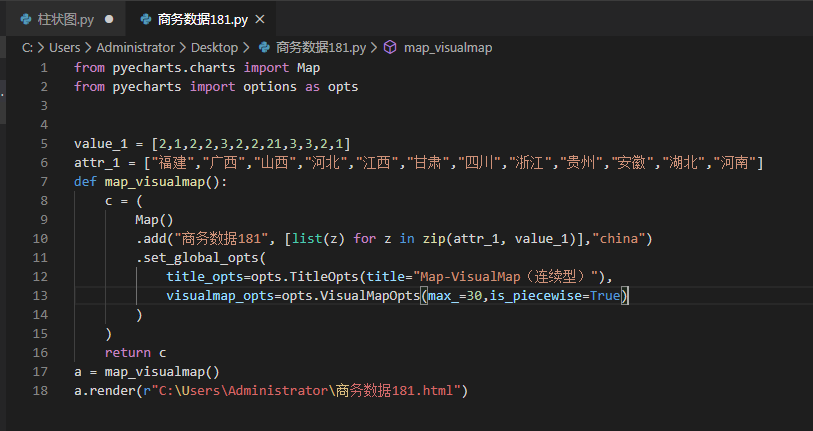 柱状图.py ● 商务数据181.py ×
C: > Users > Administrator > Desktop > 商务数据181.py > map_visualmap
1 from pyecharts.charts import Map
2 from pyecharts import options as opts
3
4
5 value_1 = [2,1,2,2,3,2,2,21,3,3,2,1]
6 attr_1 = ["福建","广西","山西","河北","江西","甘肃","四川","浙江","贵州","安徽","湖北","河南"]
7 def map_visualmap():
8     c = (
9         Map()
10         .add("商务数据181", [list(z) for z in zip(attr_1, value_1)],"china")
11         .set_global_opts(
12             title_opts=opts.TitleOpts(title="Map-VisualMap（连续型）"),
13             visualmap_opts=opts.VisualMapOpts(max_=30,is_piecewise=True)
14         )
15     )
16     return c
17 a = map_visualmap()
18 a.render(r"C:\Users\Administrator\商务数据181.html")